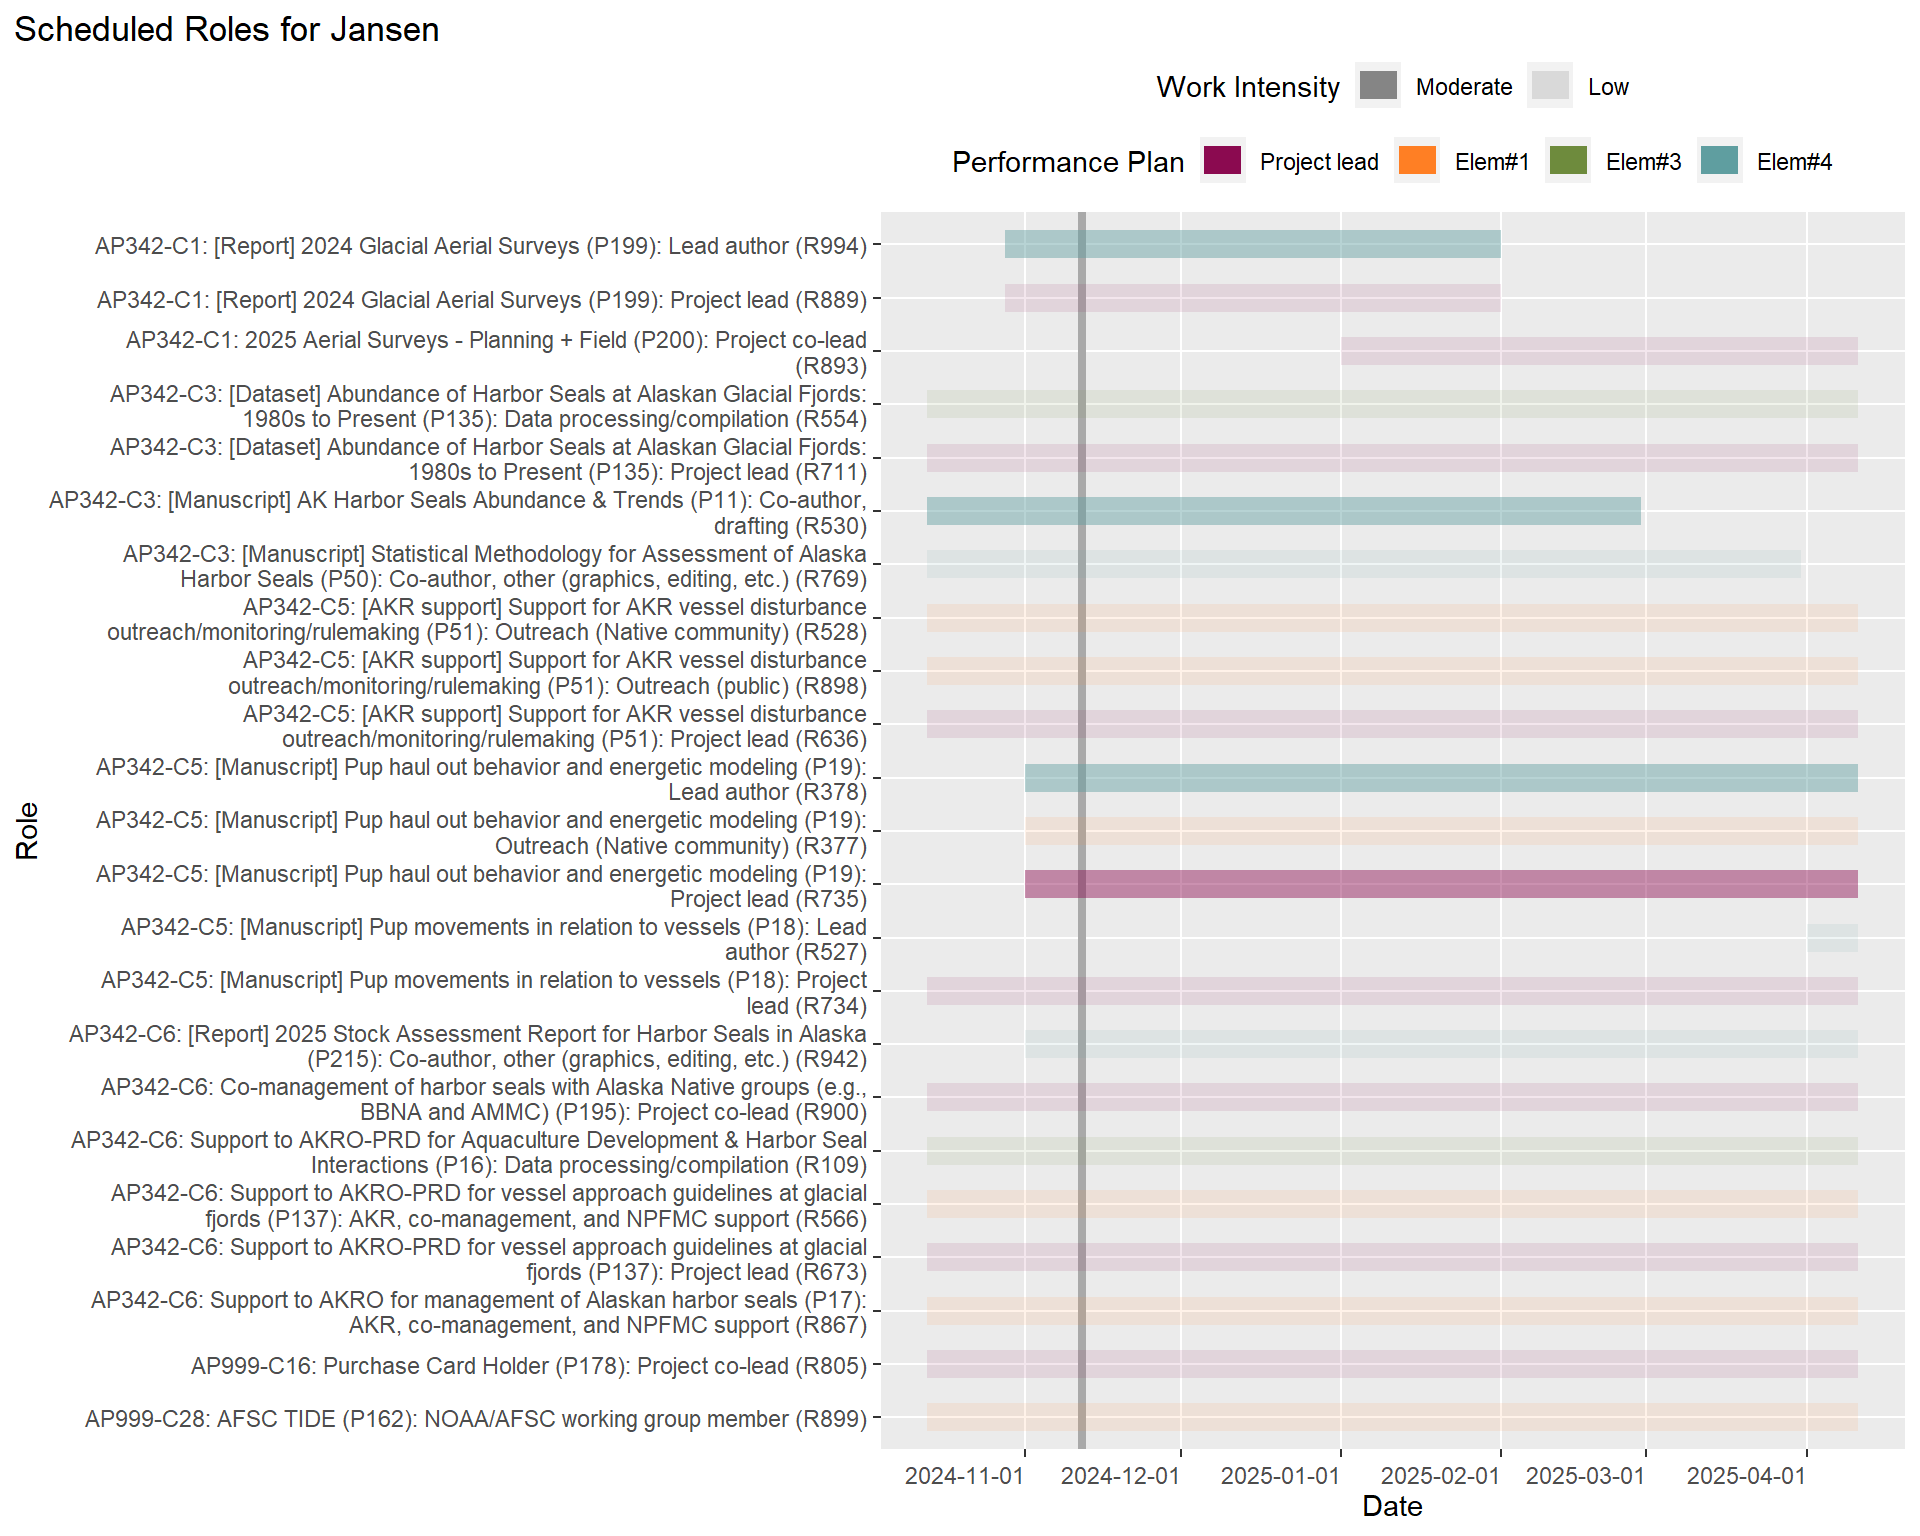 Scheduled Roles for Jansen
Work Intensity Moderate Low
Performance Plan Project lead Elem#1 Elem#3 Elem#4
AP342-C1: [Report] 2024 Glacial Aerial Surveys (P199): Lead author (R994)
AP342-C1: [Report] 2024 Glacial Aerial Surveys (P199): Project lead (R889)
AP342-C1: 2025 Aerial Surveys - Planning + Field (P200): Project co-lead
(R893)
AP342-C3: [Dataset] Abundance of Harbor Seals at Alaskan Glacial Fjords:
1980s to Present (P135): Data processing/compilation (R554)
AP342-C3: [Dataset] Abundance of Harbor Seals at Alaskan Glacial Fjords:
1980s to Present (P135): Project lead (R711)
AP342-C3: [Manuscript] AK Harbor Seals Abundance & Trends (P11): Co-author,
drafting (R530)
AP342-C3: [Manuscript] Statistical Methodology for Assessment of Alaska
Harbor Seals (P50): Co-author, other (graphics, editing, etc.) (R769)
AP342-C5: [AKR support] Support for AKR vessel disturbance
outreach/monitoring/rulemaking (P51): Outreach (Native community) (R528)
AP342-C5: [AKR support] Support for AKR vessel disturbance
outreach/monitoring/rulemaking (P51): Outreach (public) (R898)
AP342-C5: [AKR support] Support for AKR vessel disturbance
outreach/monitoring/rulemaking (P51): Project lead (R636)
AP342-C5: [Manuscript] Pup haul out behavior and energetic modeling (P19):
Lead author (R378)
AP342-C5: [Manuscript] Pup haul out behavior and energetic modeling (P19):
Outreach (Native community) (R377)
AP342-C5: [Manuscript] Pup haul out behavior and energetic modeling (P19):
Project lead (R735)
AP342-C5: [Manuscript] Pup movements in relation to vessels (P18): Lead
author (R527)
AP342-C5: [Manuscript] Pup movements in relation to vessels (P18): Project
lead (R734)
AP342-C6: [Report] 2025 Stock Assessment Report for Harbor Seals in Alaska
(P215): Co-author, other (graphics, editing, etc.) (R942)
AP342-C6: Co-management of harbor seals with Alaska Native groups (e.g.,
BBNA and AMMC) (P195): Project co-lead (R900)
AP342-C6: Support to AKRO-PRD for Aquaculture Development & Harbor Seal
Interactions (P16): Data processing/compilation (R109)
AP342-C6: Support to AKRO-PRD for vessel approach guidelines at glacial
fjords (P137): AKR, co-management, and NPFMC support (R566)
AP342-C6: Support to AKRO-PRD for vessel approach guidelines at glacial
fjords (P137): Project lead (R673)
AP342-C6: Support to AKRO for management of Alaskan harbor seals (P17):
AKR, co-management, and NPFMC support (R867)
AP999-C16: Purchase Card Holder (P178): Project co-lead (R805)
AP999-C28: AFSC TIDE (P162): NOAA/AFSC working group member (R899)
Role
2024-11-01 2024-12-01 2025-01-01 2025-02-01 2025-03-01 2025-04-01
Date